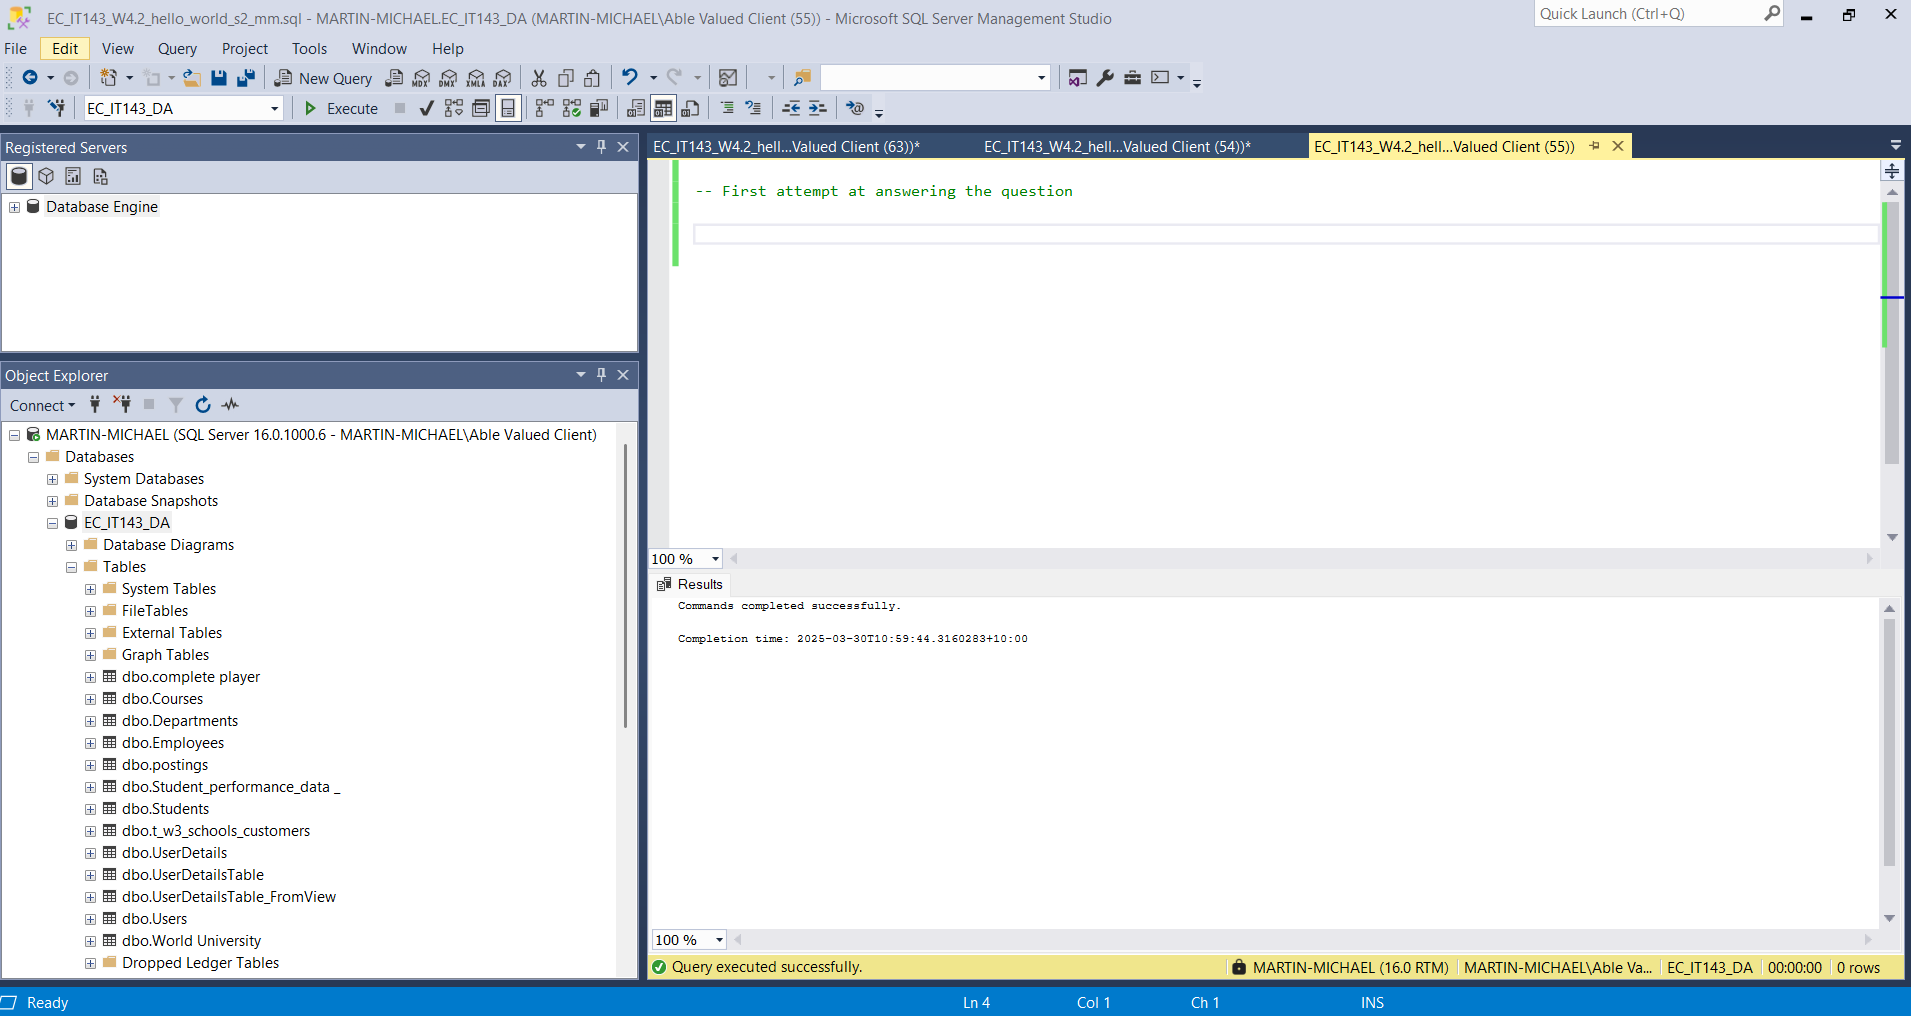 EC_IT143_W4.2_hello_world_s2_mm.sql - MARTIN-MICHAEL.EC_IT143_DA (MARTIN-MICHAEL\Able Valued Client (55)) - Microsoft SQL Server Management Studio
Quick Launch (Ctrl+Q)
File Edit View Query Project Tools Window Help
New Query MDX DMX XMLA DAX
EC_IT143_DA Execute
Registered Servers
Database Engine
Object Explorer
Connect
MARTIN-MICHAEL (SQL Server 16.0.1000.6 - MARTIN-MICHAEL\Able Valued Client)
Databases
System Databases
Database Snapshots
EC_IT143_DA
Database Diagrams
Tables
System Tables
FileTables
External Tables
Graph Tables
dbo.complete player
dbo.Courses
dbo.Departments
dbo.Employees
dbo.postings
dbo.Student_performance_data _
dbo.Students
dbo.t_w3_schools_customers
dbo.UserDetails
dbo.UserDetailsTable
dbo.UserDetailsTable_FromView
dbo.Users
dbo.World University
Dropped Ledger Tables
EC_IT143_W4.2_hell...Valued Client (63))* EC_IT143_W4.2_hell...Valued Client (54))* EC_IT143_W4.2_hell...Valued Client (55))
-- First attempt at answering the question
100 %
Results
Commands completed successfully.
Completion time: 2025-03-30T10:59:44.3160283+10:00
100 %
Query executed successfully. MARTIN-MICHAEL (16.0 RTM) MARTIN-MICHAEL\Able Va... EC_IT143_DA 00:00:00 0 rows
Ready Ln 4 Col 1 Ch 1 INS